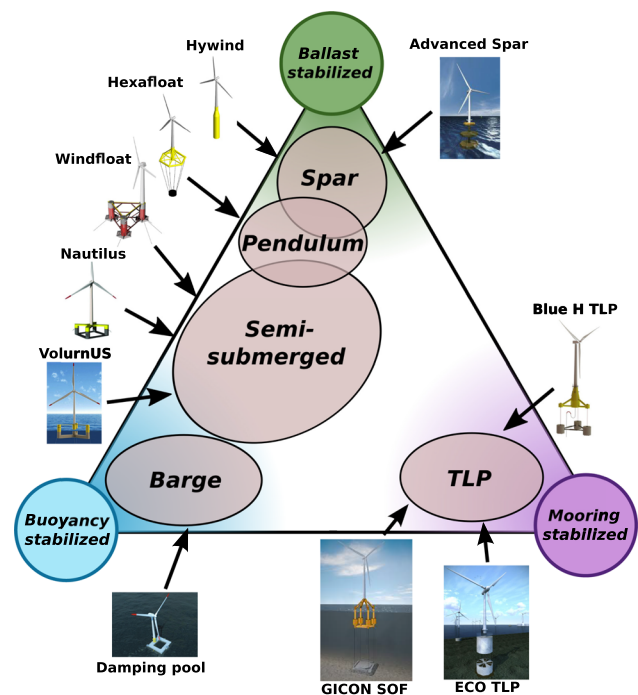 Ballast
stabilized
Hywind
Advanced Spar
Hexafloat
Windfloat
Spar
Pendulum
Nautilus
Semi-
submerged
Blue H TLP
VolurnUS
Barge
TLP
Buoyancy
stabilized
Mooring
stabilized
Damping pool
GICON SOF
ECO TLP